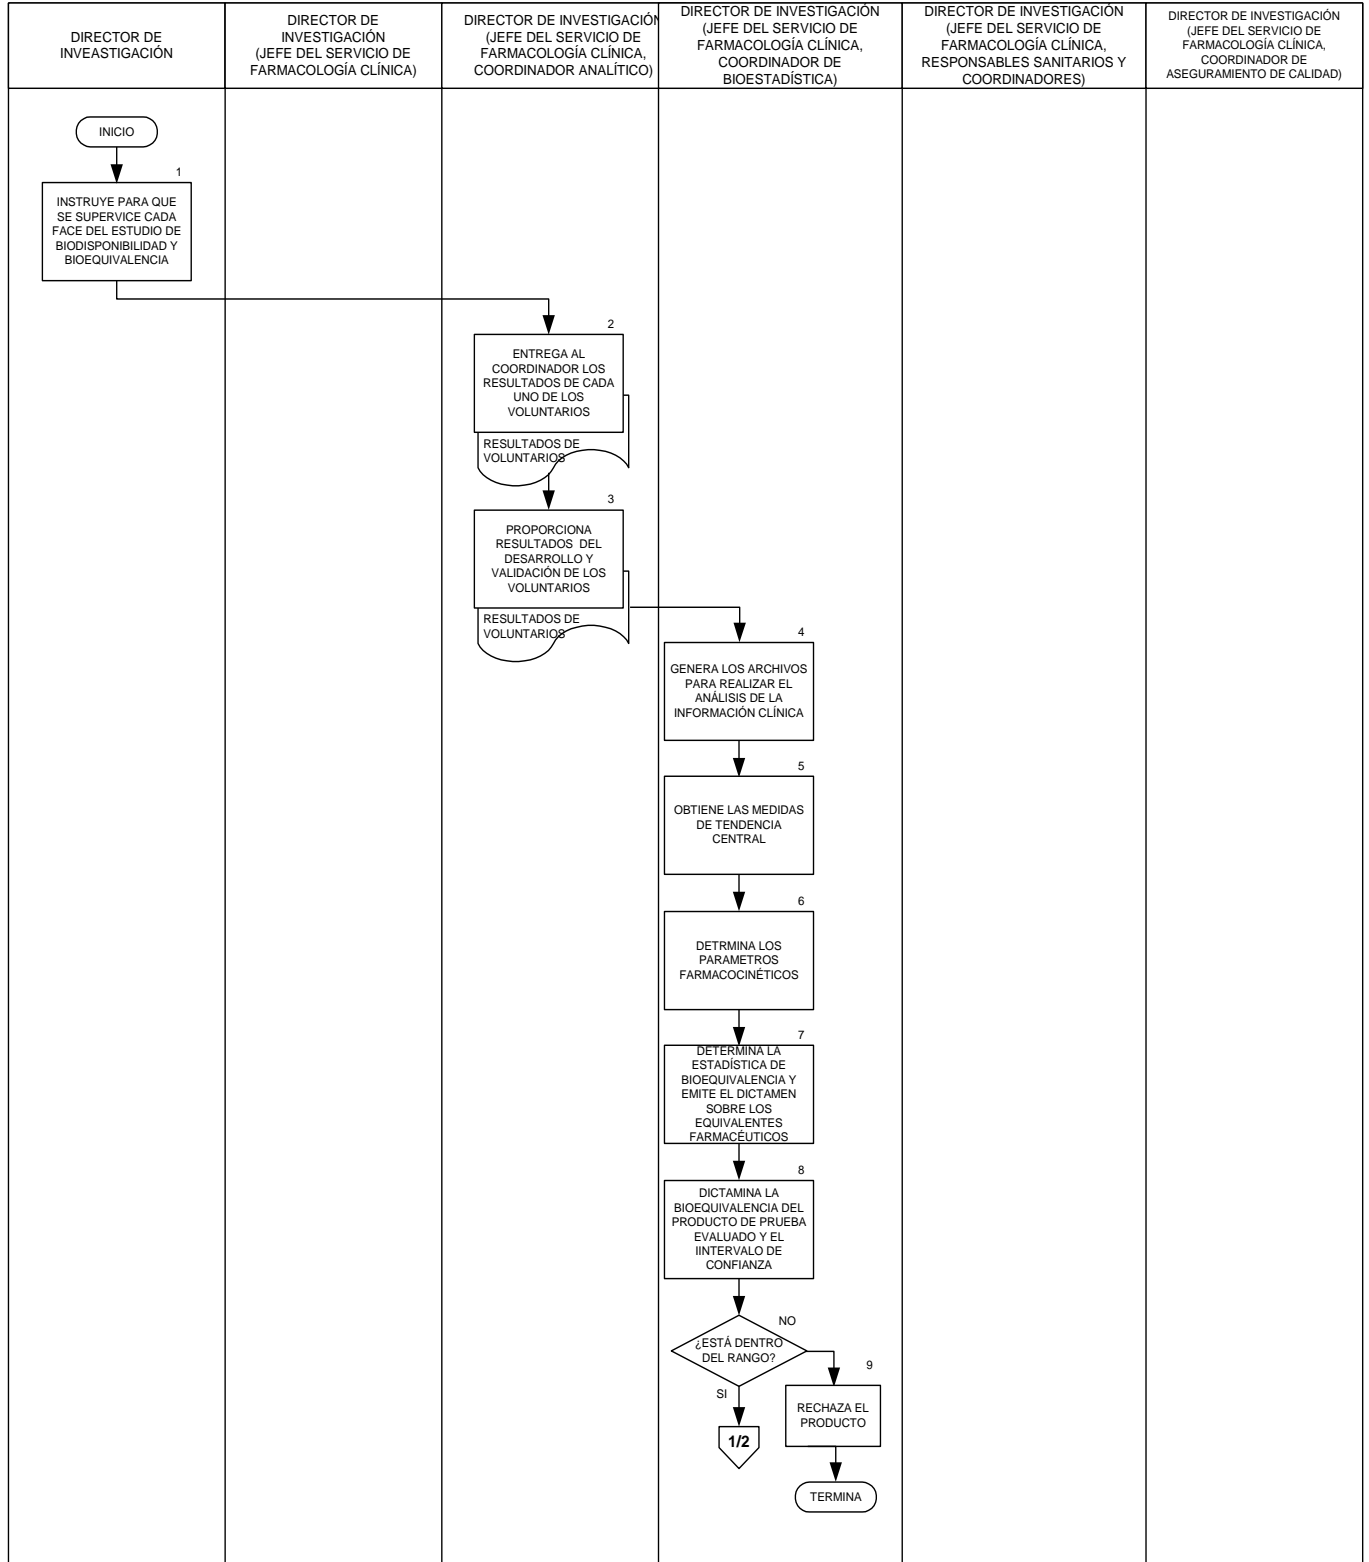 DIRECTOR DE
INVEASTIGACIÓN
DIRECTOR DE
INVESTIGACIÓN
(JEFE DEL SERVICIO DE
FARMACOLOGÍA CLÍNICA)
DIRECTOR DE INVESTIGACIÓN
(JEFE DEL SERVICIO DE
FARMACOLOGÍA CLÍNICA,
COORDINADOR ANALÍTICO)
DIRECTOR DE INVESTIGACIÓN
(JEFE DEL SERVICIO DE
FARMACOLOGÍA CLÍNICA,
COORDINADOR DE
BIOESTADÍSTICA)
DIRECTOR DE INVESTIGACIÓN
(JEFE DEL SERVICIO DE
FARMACOLOGÍA CLÍNICA,
RESPONSABLES SANITARIOS Y
COORDINADORES)
DIRECTOR DE INVESTIGACIÓN
(JEFE DEL SERVICIO DE
FARMACOLOGÍA CLÍNICA,
COORDINADOR DE
ASEGURAMIENTO DE CALIDAD)
INICIO
1
INSTRUYE PARA QUE
SE SUPERVICE CADA
FACE DEL ESTUDIO DE
BIODISPONIBILIDAD Y
BIOEQUIVALENCIA
2
ENTREGA AL
COORDINADOR LOS
RESULTADOS DE CADA
UNO DE LOS
VOLUNTARIOS
RESULTADOS DE
VOLUNTARIOS
3
PROPORCIONA
RESULTADOS DEL
DESARROLLO Y
VALIDACIÓN DE LOS
VOLUNTARIOS
RESULTADOS DE
VOLUNTARIOS
4
GENERA LOS ARCHIVOS
PARA REALIZAR EL
ANÁLISIS DE LA
INFORMACIÓN CLÍNICA
5
OBTIENE LAS MEDIDAS
DE TENDENCIA
CENTRAL
6
DETRMINA LOS
PARAMETROS
FARMACOCINÉTICOS
7
DETERMINA LA
ESTADÍSTICA DE
BIOEQUIVALENCIA Y
EMITE EL DICTAMEN
SOBRE LOS
EQUIVALENTES
FARMACÉUTICOS
8
DICTAMINA LA
BIOEQUIVALENCIA DEL
PRODUCTO DE PRUEBA
EVALUADO Y EL
IINTERVALO DE
CONFIANZA
NO
¿ESTÁ DENTRO
DEL RANGO?
9
SI
RECHAZA EL
PRODUCTO
1/2
TERMINA